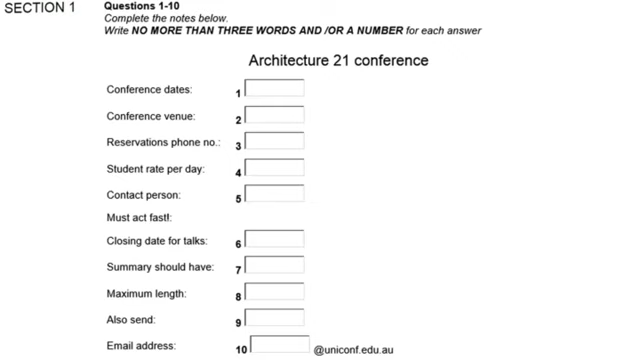 SECTION 1
Questions 1-10
Complete the notes below.
Write NO MORE THAN THREE WORDS AND /OR A NUMBER for each answer
Architecture 21 conference
Conference dates: 1
Conference venue: 2
Reservations phone no.: 3
Student rate per day: 4
Contact person: 5
Must act fast!:
Closing date for talks: 6
Summary should have: 7
Maximum length: 8
Also send: 9
Email address: 10 @uniconf.edu.au